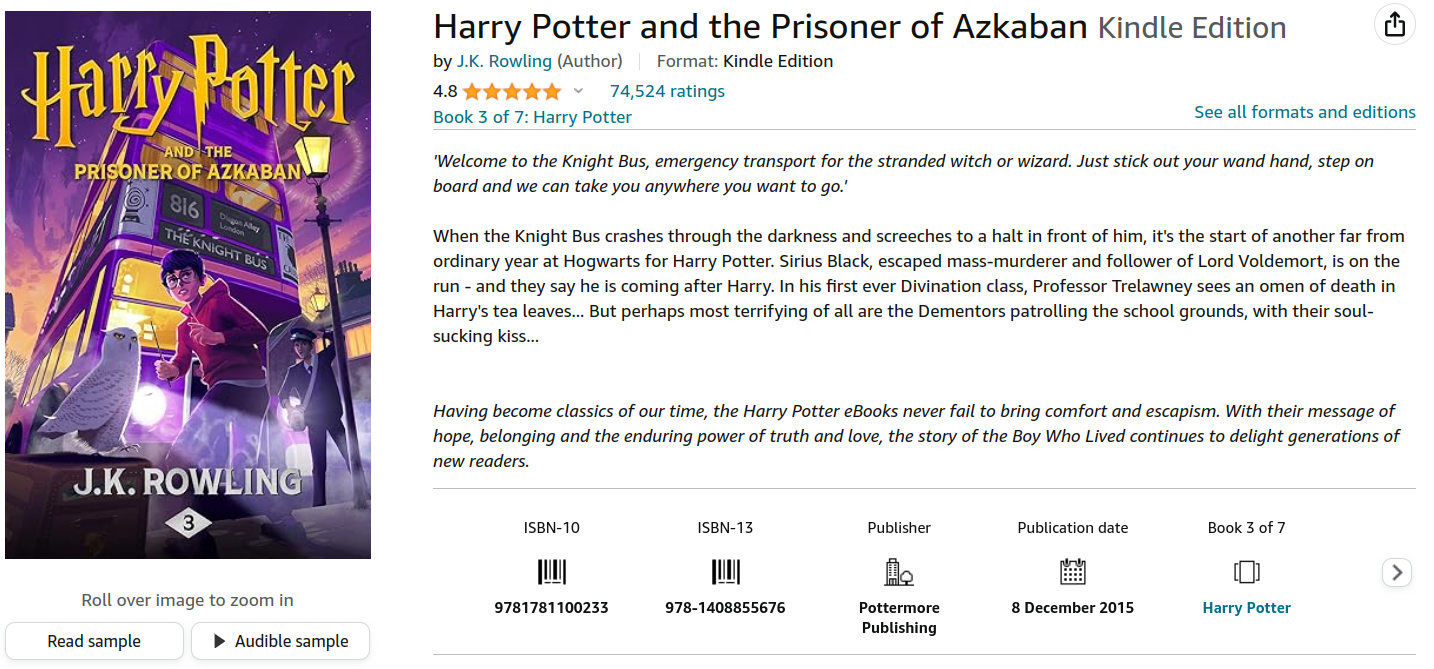 Harry Potter
AND THE
PRISONER OF AZKABAN
816
Diagon Alley
London
THE KNIGHT BUS
J.K. ROWLING
3
Roll over image to zoom in
Read sample
Audible sample
Harry Potter and the Prisoner of Azkaban Kindle Edition
by J.K. Rowling (Author) Format: Kindle Edition
4.8 74,524 ratings
Book 3 of 7: Harry Potter
See all formats and editions
'Welcome to the Knight Bus, emergency transport for the stranded witch or wizard. Just stick out your wand hand, step on
board and we can take you anywhere you want to go.'
When the Knight Bus crashes through the darkness and screeches to a halt in front of him, it's the start of another far from
ordinary year at Hogwarts for Harry Potter. Sirius Black, escaped mass-murderer and follower of Lord Voldemort, is on the
run - and they say he is coming after Harry. In his first ever Divination class, Professor Trelawney sees an omen of death in
Harry's tea leaves... But perhaps most terrifying of all are the Dementors patrolling the school grounds, with their soul-
sucking kiss...
Having become classics of our time, the Harry Potter eBooks never fail to bring comfort and escapism. With their message of
hope, belonging and the enduring power of truth and love, the story of the Boy Who Lived continues to delight generations of
new readers.
ISBN-10 ISBN-13 Publisher Publication date Book 3 of 7
9781781100233 978-1408855676 Pottermore 8 December 2015 Harry Potter
Publishing